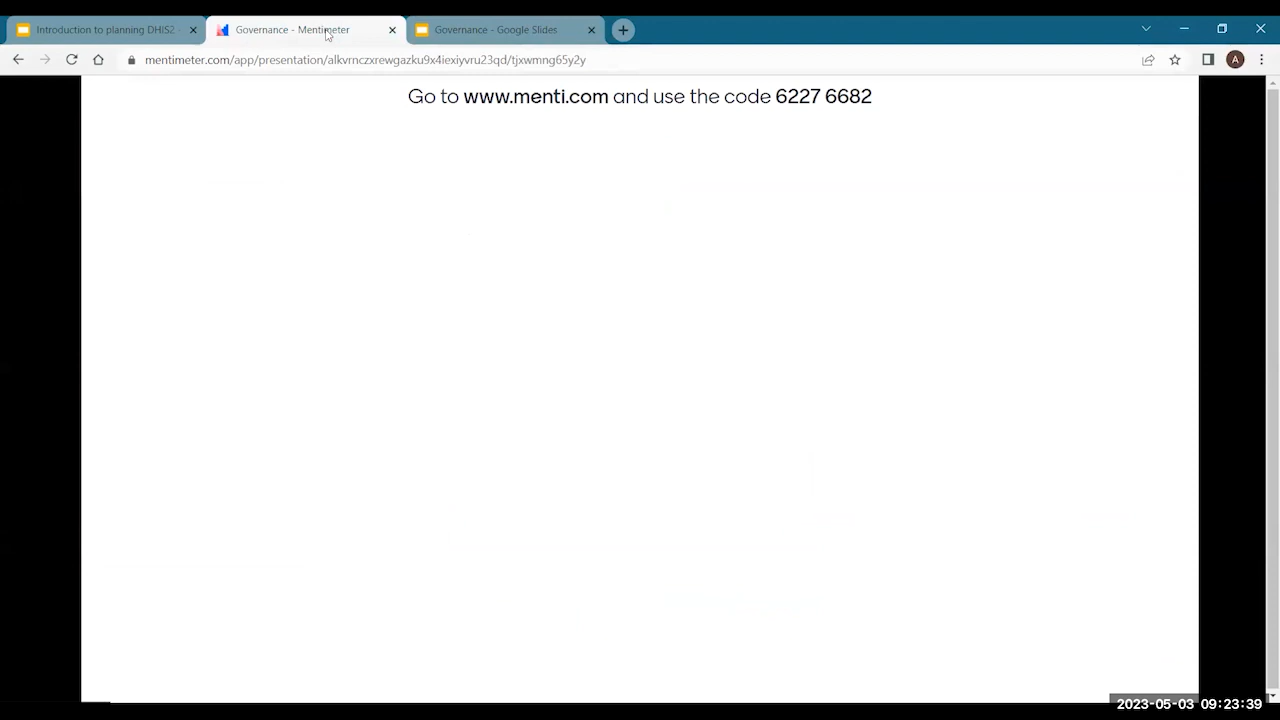 Introduction to planning DHIS2
Governance - Mentimeter
Governance - Google Slides
mentimeter.com/app/presentation/alkvrnczxrewgazku9x4iexiyvru23qd/tjxwmng65y2y
A
Go to www.menti.com and use the code 6227 6682
2023-05-03 09:23:39